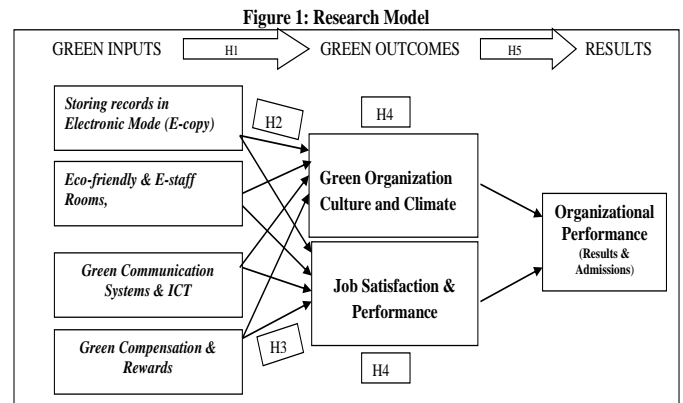 Figure 1: Research Model
GREEN INPUTS H1 GREEN OUTCOMES H5 RESULTS
Storing records in
Electronic Mode (E-copy)
H2
H4
Eco-friendly & E-staff
Rooms,
Green Organization
Culture and Climate
Organizational
Performance
(Results &
Admissions)
Green Communication
Systems & ICT
Job Satisfaction &
Performance
Green Compensation &
Rewards
H3
H4